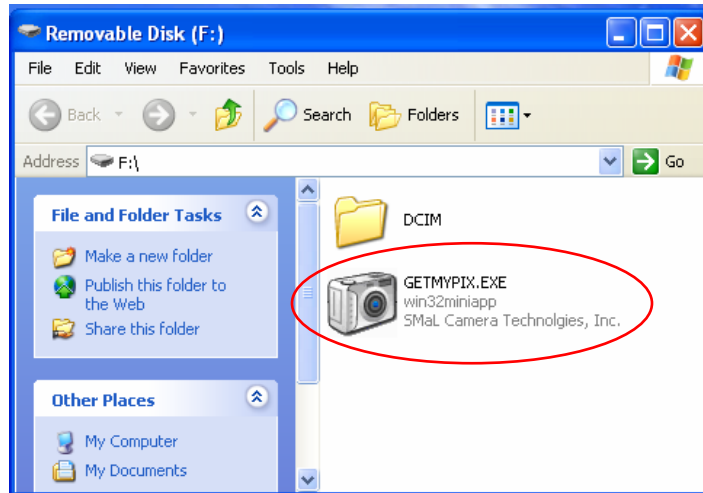 Removable Disk (F:)
File Edit View Favorites Tools Help
Back Search Folders
Address F:\ Go
File and Folder Tasks
Make a new folder
Publish this folder to
the Web
Share this folder
Other Places
My Computer
My Documents
DCIM
GETMYPIX.EXE
win32miniapp
SMaL Camera Technolgies, Inc.